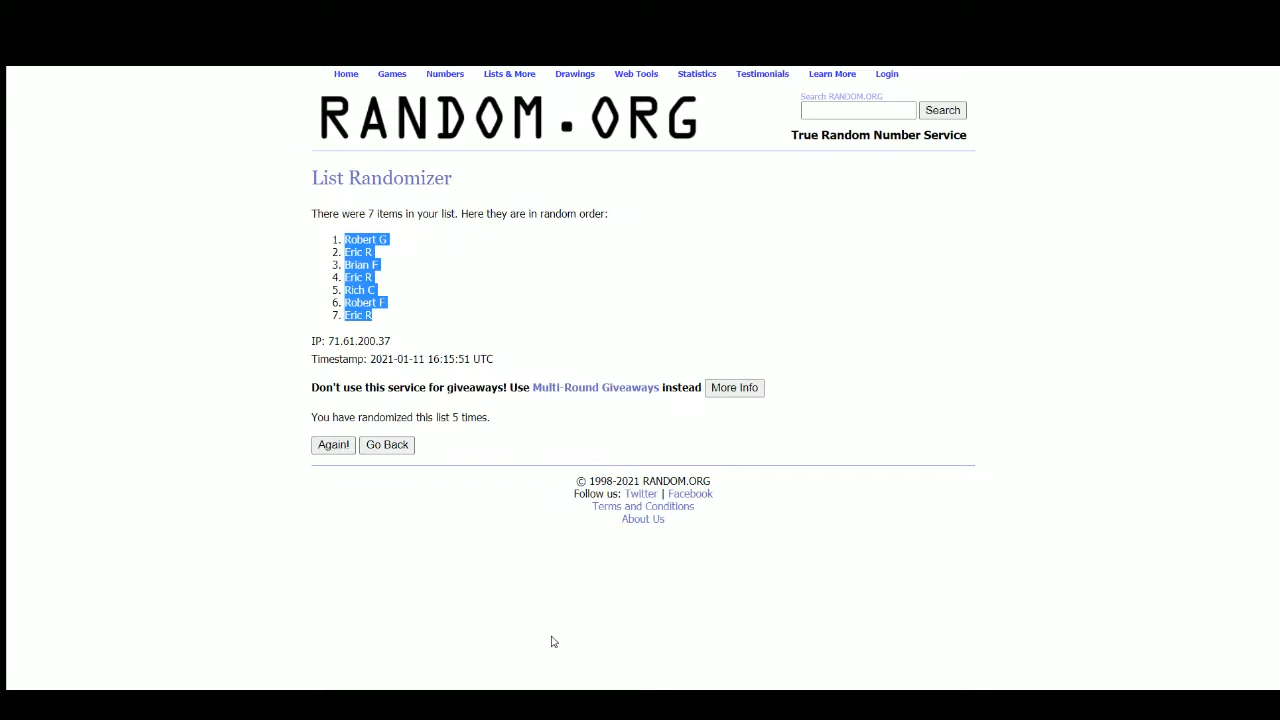 Home Games Numbers Lists & More Drawings Web Tools Statistics Testimonials Learn More Login
RANDOM.ORG
Search RANDOM.ORG
Search
True Random Number Service
List Randomizer
There were 7 items in your list. Here they are in random order:
1. Robert G
2. Eric R
3. Brian F
4. Eric R
5. Rich C
6. Robert F
7. Eric R
IP: 71.61.200.37
Timestamp: 2021-01-11 16:15:51 UTC
Don't use this service for giveaways! Use Multi-Round Giveaways instead More Info
You have randomized this list 5 times.
Again! Go Back
© 1998-2021 RANDOM.ORG
Follow us: Twitter | Facebook
Terms and Conditions
About Us